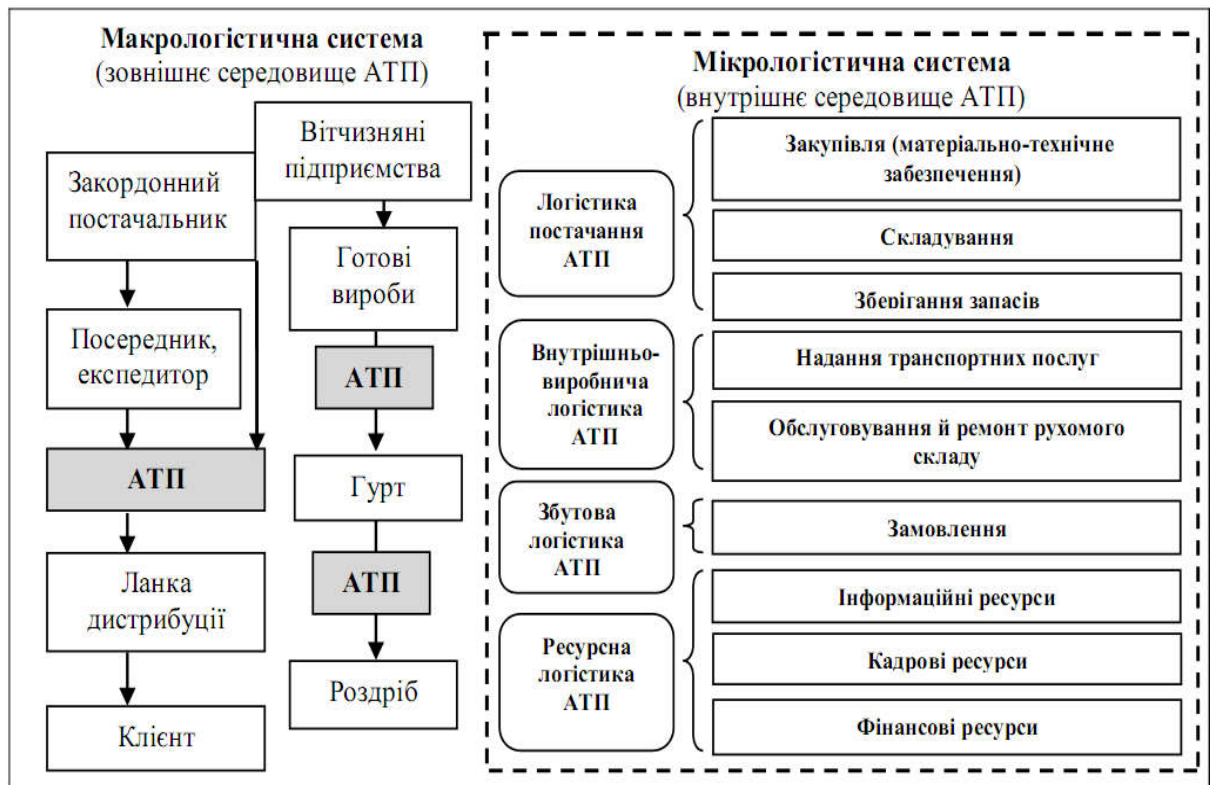 Макрологістична система
(зовнішнє середовище АТП)
Вітчизняні
підприємства
Закордонний
постачальник
Готові
вироби
Посередник,
експедитор
АТП
АТП
Гурт
АТП
Ланка
дистрибуції
Роздріб
Клієнт
Мікрологістична система
(внутрішнє середовище АТП)
Логістика
постачання
АТП
Закупівля (матеріально-технічне
забезпечення)
Складування
Зберігання запасів
Внутрішньо-
виробнича
логістика
АТП
Надання транспортних послуг
Обслуговування й ремонт рухомого
складу
Збутова
логістика
АТП
Замовлення
Ресурсна
логістика
АТП
Інформаційні ресурси
Кадрові ресурси
Фінансові ресурси